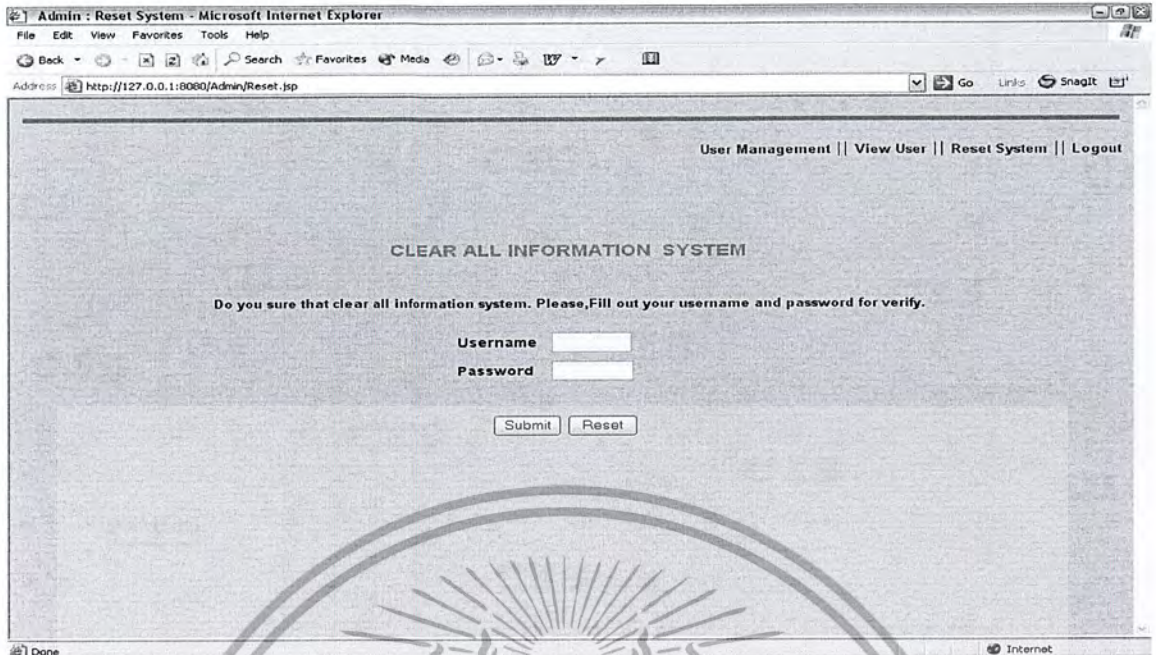 Admin : Reset System - Microsoft Internet Explorer
File Edit View Favorites Tools Help
Back Search Favorites Media
Address http://127.0.0.1:8080/Admin/Reset.jsp Go Links SnagIt
User Management || View User || Reset System || Logout
CLEAR ALL INFORMATION SYSTEM
Do you sure that clear all information system. Please,Fill out your username and password for verify.
Username
Password
Submit Reset
Done Internet